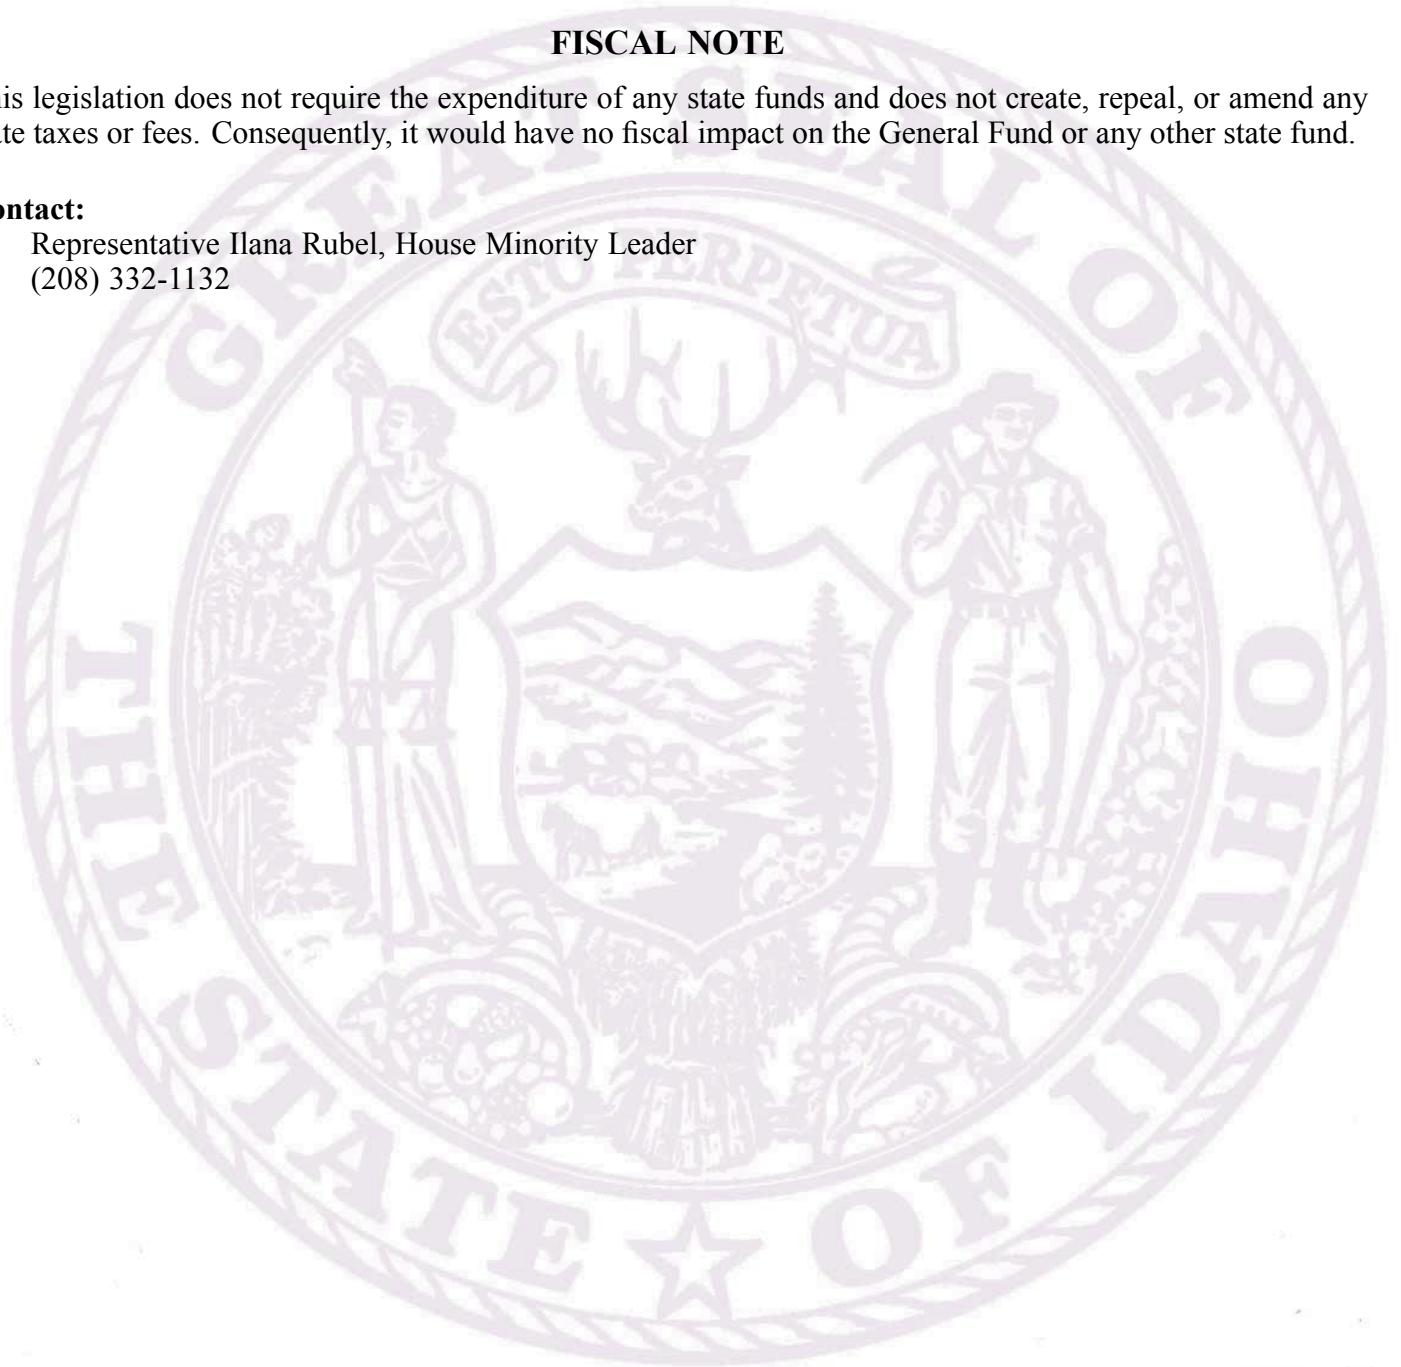 FISCAL NOTE
is legislation does not require the expenditure of any state funds and does not create, repeal, or amend any
te taxes or fees. Consequently, it would have no fiscal impact on the General Fund or any other state fund.
ontact:
Representative Ilana Rubel, House Minority Leader
(208) 332-1132
GREAT SEAL OF
ESTO PERPETUA
THE STATE OF IDAHO